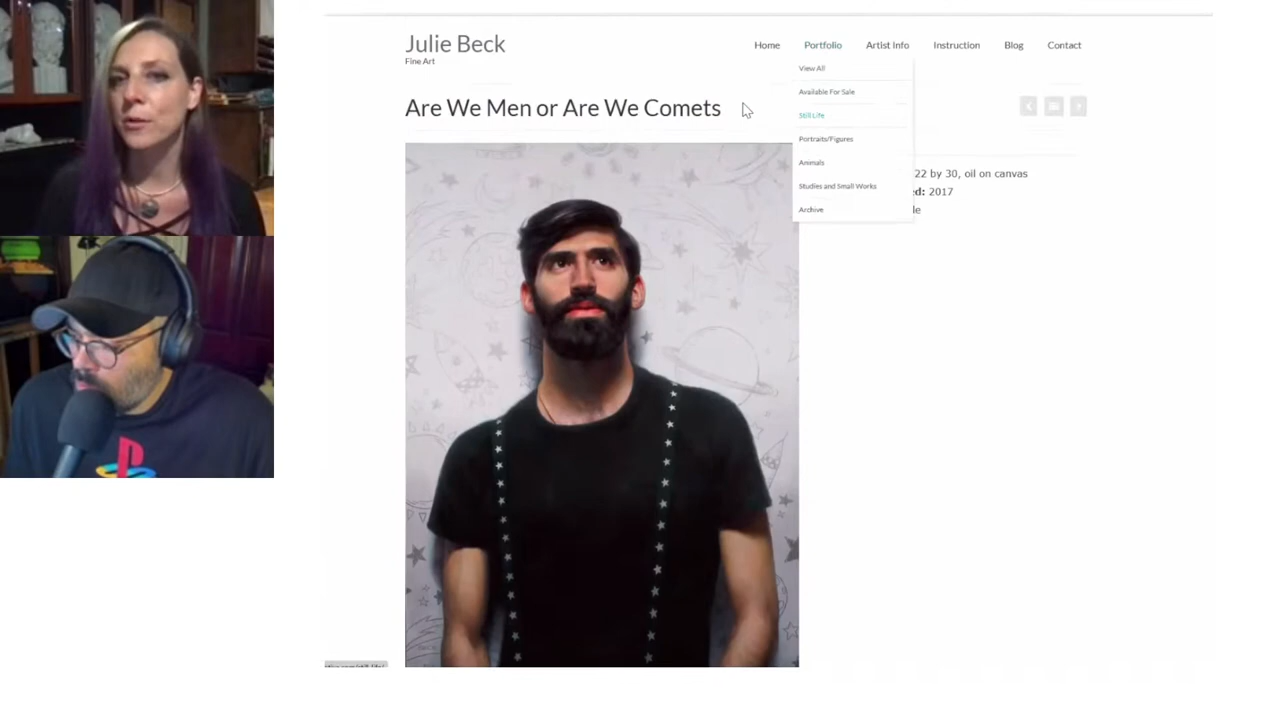 Julie Beck
Fine Art
Home Portfolio Artist Info Instruction Blog Contact
View All
Available For Sale
Still Life
Portraits/Figures
Animals
Studies and Small Works
Archive
Are We Men or Are We Comets
22 by 30, oil on canvas
2017